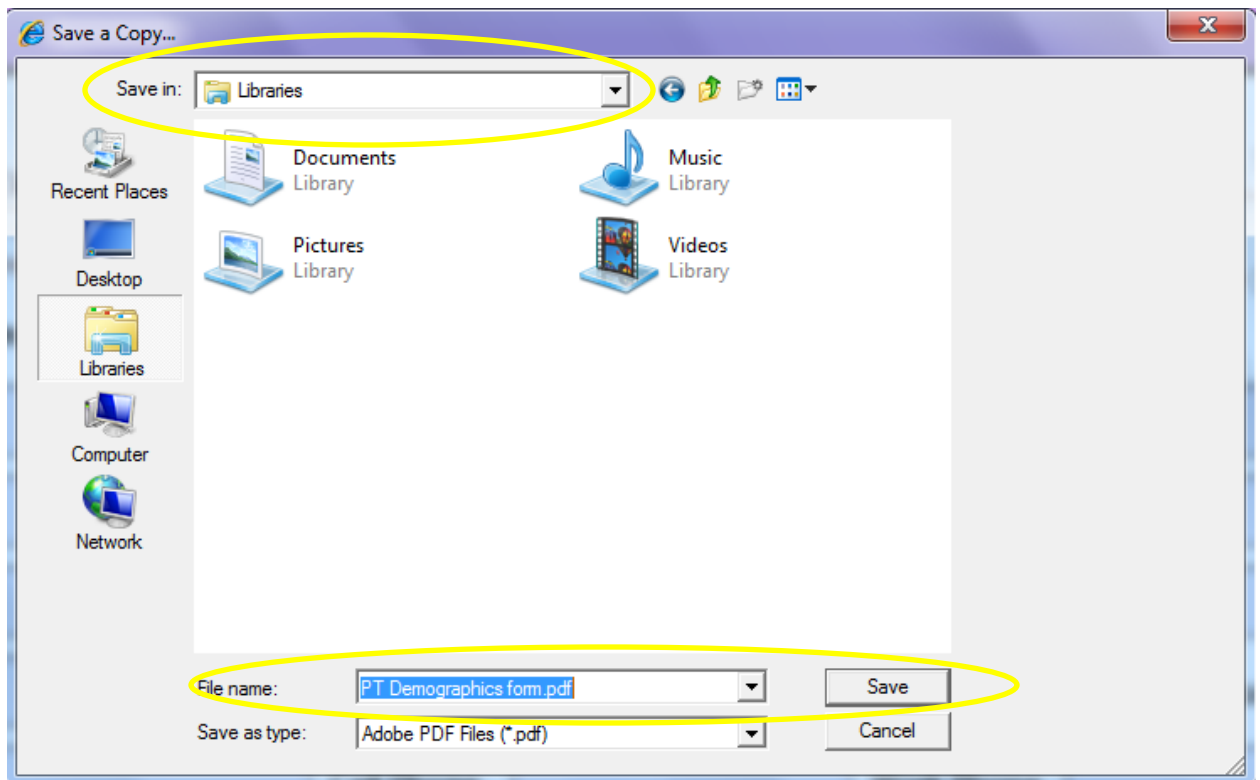 Save a Copy...
Save in:
Libraries
Recent Places
Desktop
Libraries
Computer
Network
Documents
Library
Music
Library
Pictures
Library
Videos
Library
File name:
PT Demographics form.pdf
Save
Save as type:
Adobe PDF Files (*.pdf)
Cancel